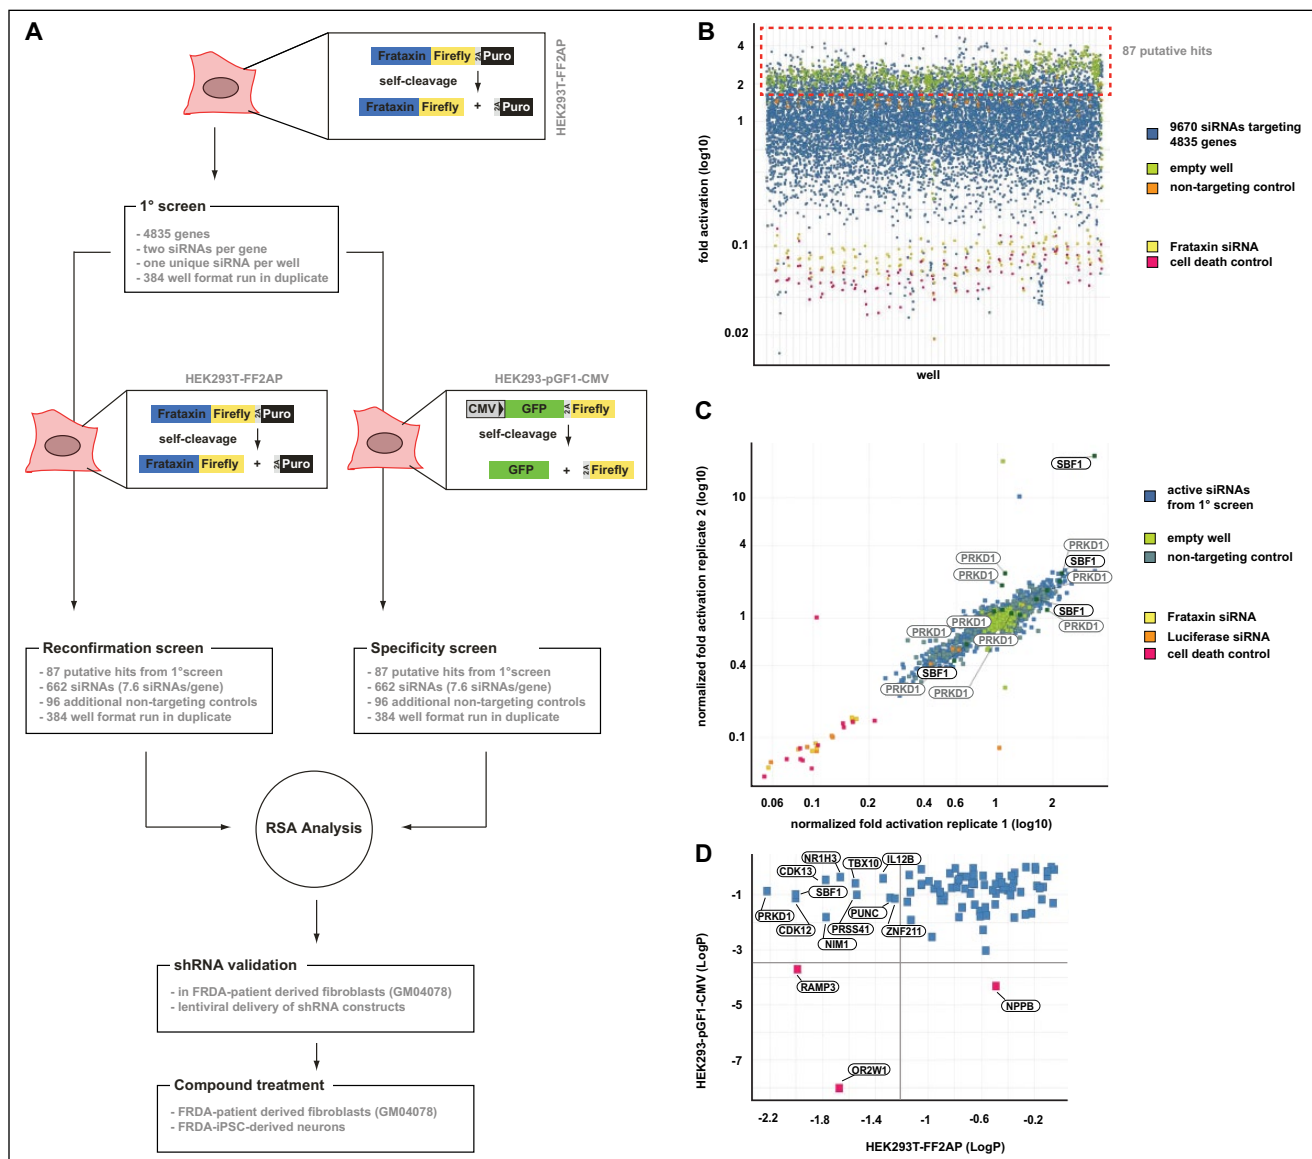 A
Frataxin Firefly 2A Puro
self-cleavage
Frataxin Firefly + 2A Puro
HEK293T-FF2AP
1° screen
- 4835 genes
- two siRNAs per gene
- one unique siRNA per well
- 384 well format run in duplicate
HEK293T-FF2AP
Frataxin Firefly 2A Puro
self-cleavage
Frataxin Firefly + 2A Puro
HEK293-pGF1-CMV
CMV GFP 2A Firefly
self-cleavage
GFP + 2A Firefly
Reconfirmation screen
- 87 putative hits from 1°screen
- 662 siRNAs (7.6 siRNAs/gene)
- 96 additional non-targeting controls
- 384 well format run in duplicate
Specificity screen
- 87 putative hits from 1°screen
- 662 siRNAs (7.6 siRNAs/gene)
- 96 additional non-targeting controls
- 384 well format run in duplicate
RSA Analysis
shRNA validation
- in FRDA-patient derived fibroblasts (GM04078)
- lentiviral delivery of shRNA constructs
Compound treatment
- FRDA-patient derived fibroblasts (GM04078)
- FRDA-iPSC-derived neurons
B
87 putative hits
4
2
1
0.1
0.02
fold activation (log10)
well
9670 siRNAs targeting
4835 genes
empty well
non-targeting control
Frataxin siRNA
cell death control
C
SBF1
PRKD1
PRKD1
PRKD1
SBF1
PRKD1
SBF1
PRKD1
PRKD1
PRKD1
PRKD1
SBF1
PRKD1
PRKD1
10
4
1
0.4
0.1
normalized fold activation replicate 2 (log10)
0.06 0.1 0.2 0.4 0.6 1 2
normalized fold activation replicate 1 (log10)
active siRNAs
from 1° screen
empty well
non-targeting control
Frataxin siRNA
Luciferase siRNA
cell death control
D
NR1H3
TBX10
IL12B
CDK13
SBF1
PRKD1
CDK12
PUNC
PRSS41
NIM1
ZNF211
RAMP3
NPPB
OR2W1
-1
-3
-5
-7
HEK293-pGF1-CMV (LogP)
-2.2 -1.8 -1.4 -1 -0.6 -0.2
HEK293T-FF2AP (LogP)